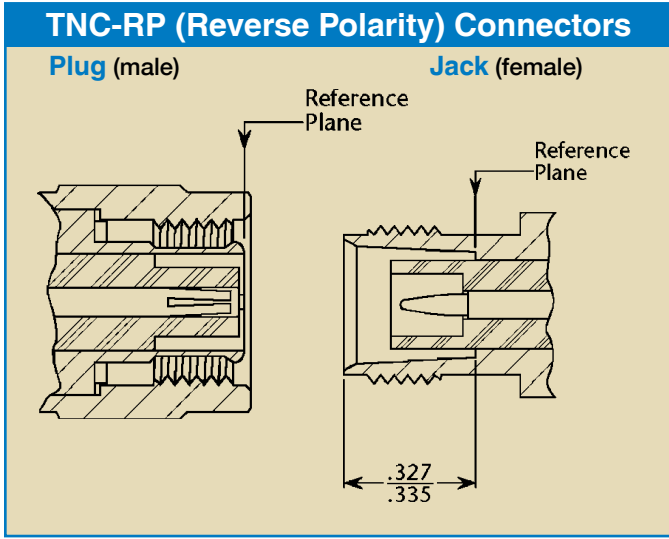 TNC-RP (Reverse Polarity) Connectors
Plug (male)
Jack (female)
Reference
Plane
Reference
Plane
.327
.335